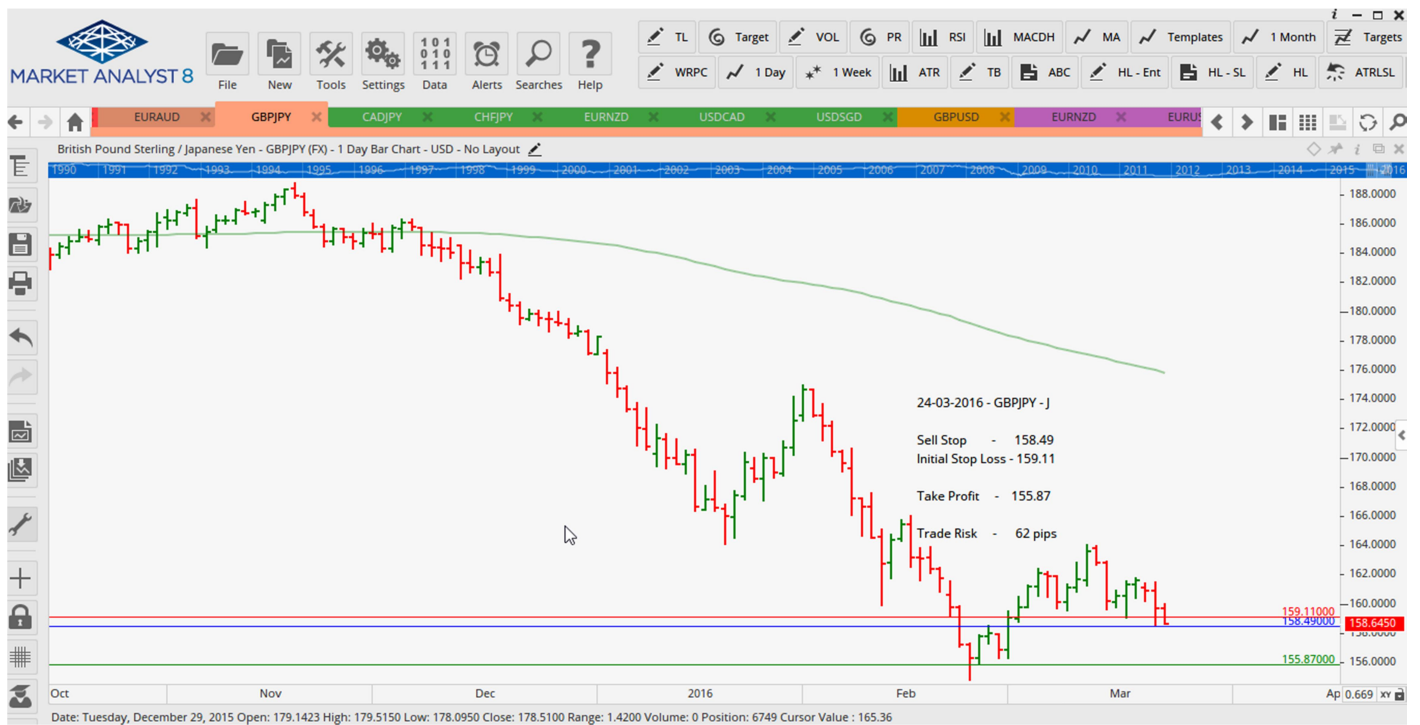 i
TL Target VOL PR RSI MACDH MA Templates 1 Month Targets
MARKET ANALYST 8
101
010
111
File New Tools Settings Data Alerts Searches Help
WRPC 1 Day 1 Week ATR TB ABC HL - Ent HL - SL HL ATRLSL
EURAUD GBPJPY CADJPY CHFJPY EURNZD USDCAD USDSGD GBPUSD EURNZD EURUS
British Pound Sterling / Japanese Yen - GBPJPY (FX) - 1 Day Bar Chart - USD - No Layout
1990 1991 1992 1993 1994 1995 1996 1997 1998 1999 2000 2001 2002 2003 2004 2005 2006 2007 2008 2009 2010 2011 2012 2013 2014 2015 2016
188.0000
186.0000
184.0000
182.0000
180.0000
178.0000
176.0000
174.0000
172.0000
170.0000
168.0000
166.0000
164.0000
162.0000
160.0000
158.0000
156.0000
24-03-2016 - GBPJPY - J
Sell Stop - 158.49
Initial Stop Loss - 159.11
Take Profit - 155.87
Trade Risk - 62 pips
159.11000
158.49000
158.6450
155.87000
Oct Nov Dec 2016 Feb Mar Ap 0.669 XY
Date: Tuesday, December 29, 2015 Open: 179.1423 High: 179.5150 Low: 178.0950 Close: 178.5100 Range: 1.4200 Volume: 0 Position: 6749 Cursor Value : 165.36